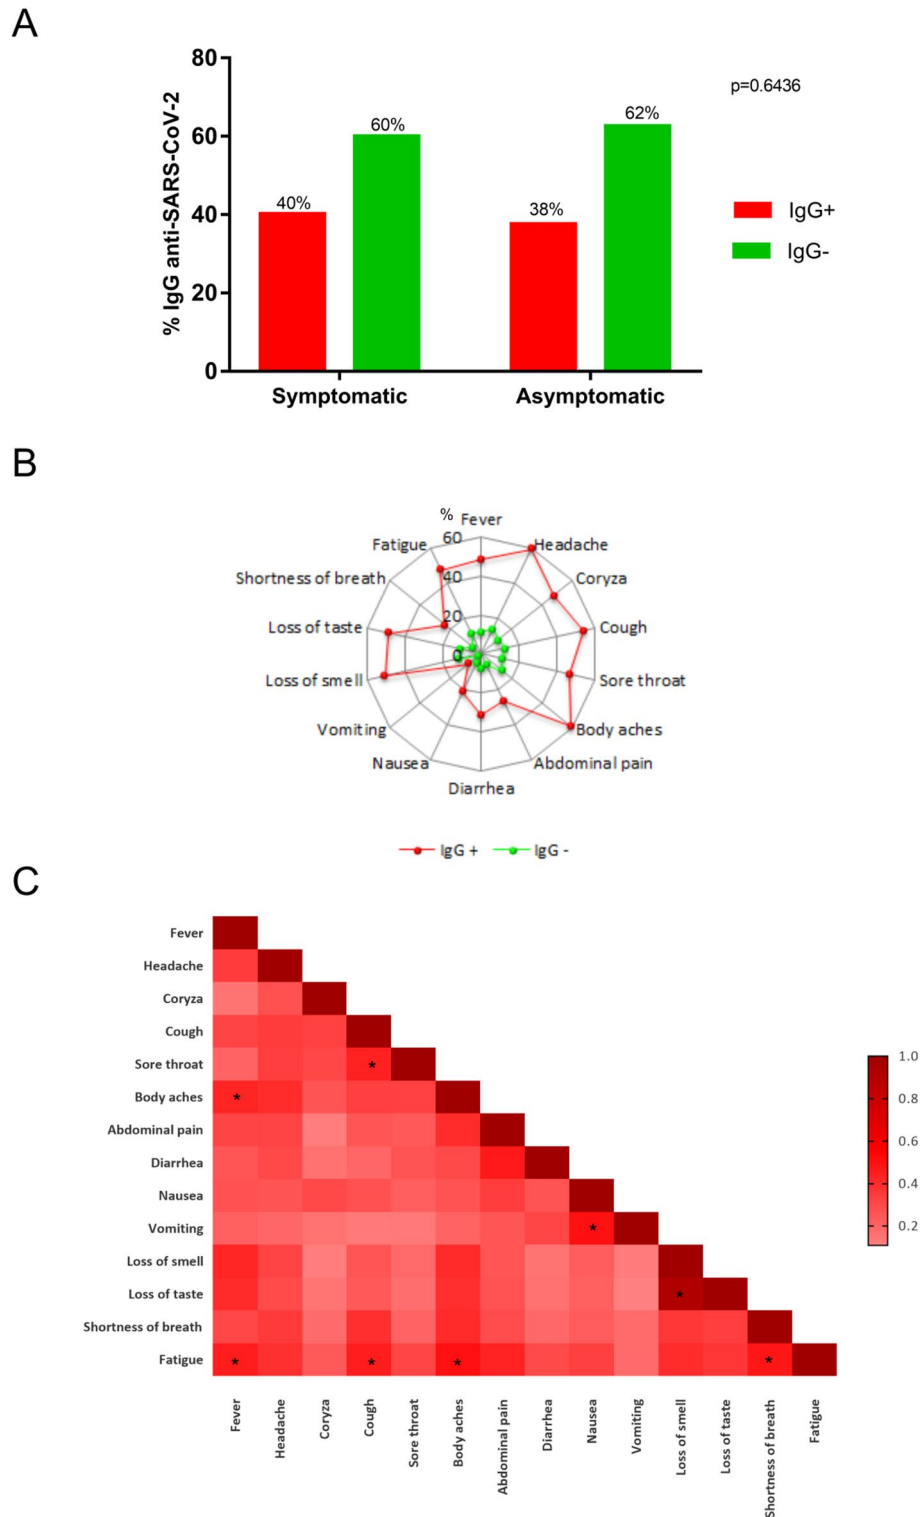 A
80
60
40
20
0
% IgG anti-SARS-CoV-2
40%
60%
38%
62%
p=0.6436
IgG+
IgG-
Symptomatic
Asymptomatic
B
%
Fever
Headache
Coryza
Cough
Sore throat
Body aches
Abdominal pain
Diarrhea
Nausea
Vomiting
Loss of smell
Loss of taste
Shortness of breath
Fatigue
60
40
20
0
IgG +
IgG -
C
Fever
Headache
Coryza
Cough
Sore throat
*
Body aches
*
Abdominal pain
Diarrhea
Nausea
Vomiting
*
Loss of smell
Loss of taste
*
Shortness of breath
Fatigue
* * * *
1.0
0.8
0.6
0.4
0.2
Fever
Headache
Coryza
Cough
Sore throat
Body aches
Abdominal pain
Diarrhea
Nausea
Vomiting
Loss of smell
Loss of taste
Shortness of breath
Fatigue